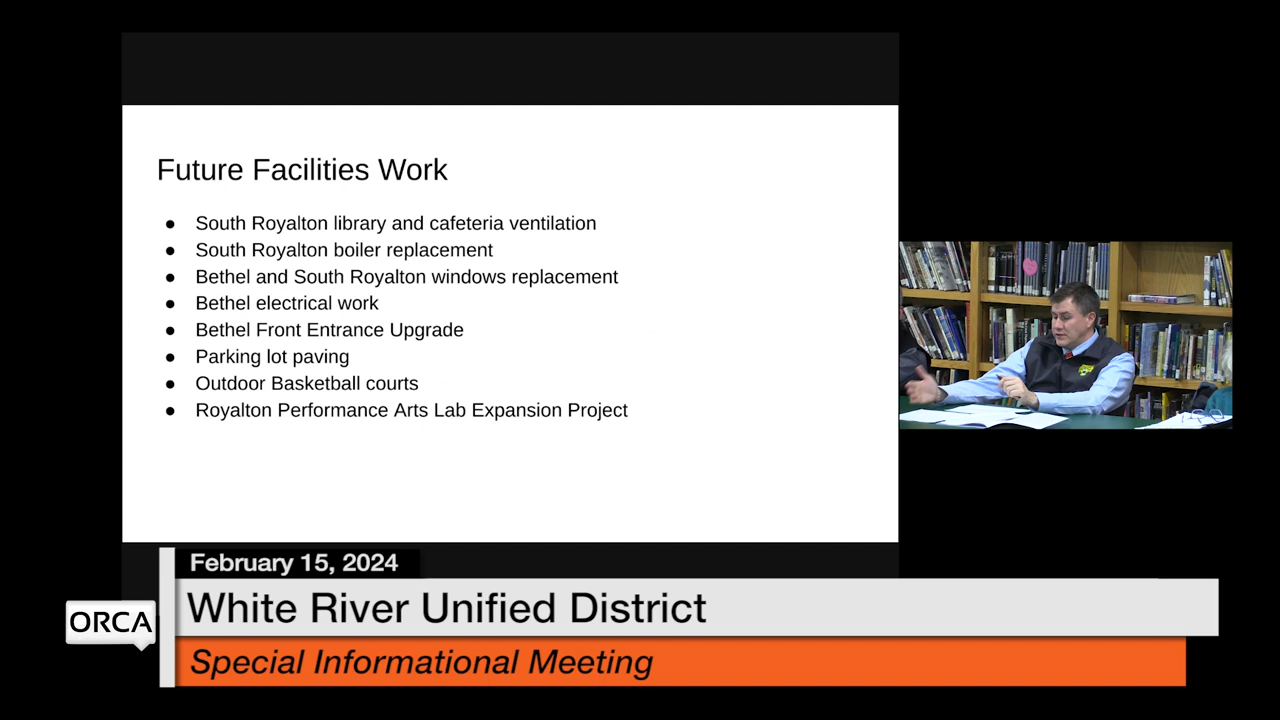 Future Facilities Work
● South Royalton library and cafeteria ventilation
● South Royalton boiler replacement
● Bethel and South Royalton windows replacement
● Bethel electrical work
● Bethel Front Entrance Upgrade
● Parking lot paving
● Outdoor Basketball courts
● Royalton Performance Arts Lab Expansion Project
February 15, 2024
ORCA
White River Unified District
Special Informational Meeting